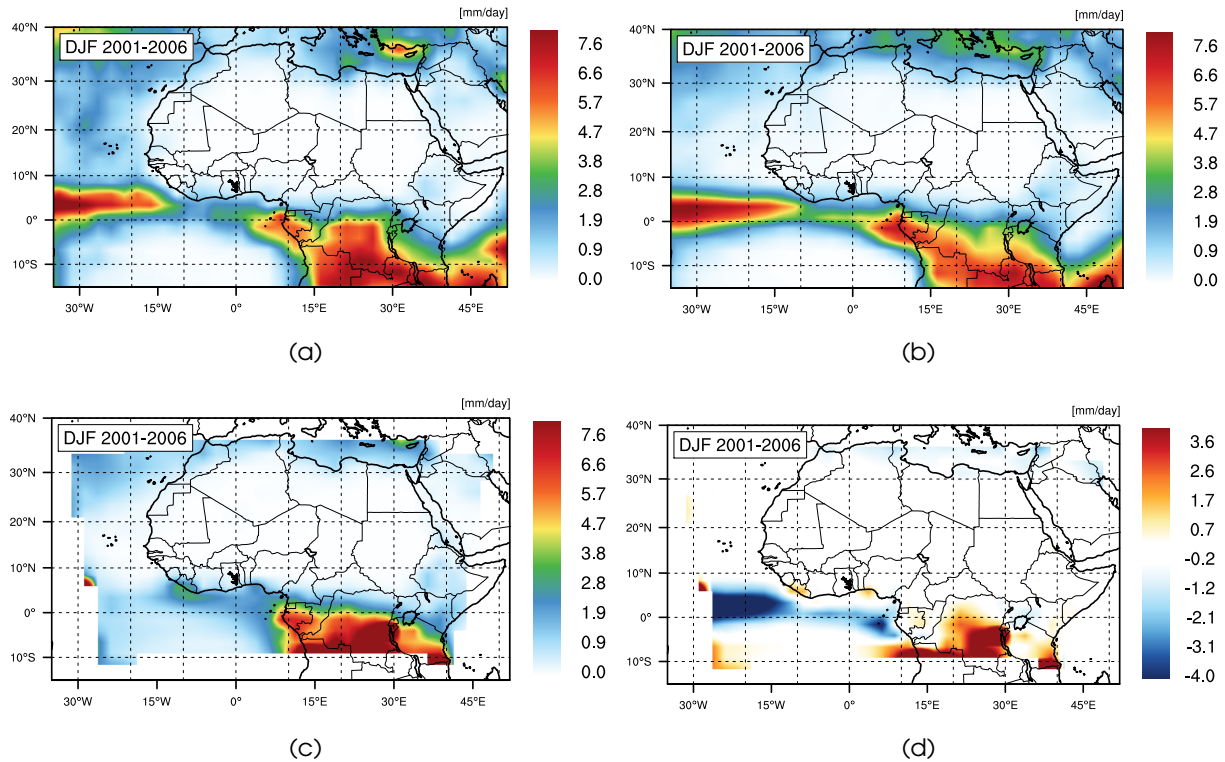 [mm/day]
40°N
DJF 2001-2006
30°N
20°N
10°N
0°
10°S
30°W
15°W
0°
15°E
30°E
45°E
7.6
6.6
5.7
4.7
3.8
2.8
1.9
0.9
0.0
(a)
[mm/day]
40°N
DJF 2001-2006
30°N
20°N
10°N
0°
10°S
30°W
15°W
0°
15°E
30°E
45°E
7.6
6.6
5.7
4.7
3.8
2.8
1.9
0.9
0.0
(b)
[mm/day]
40°N
DJF 2001-2006
30°N
20°N
10°N
0°
10°S
30°W
15°W
0°
15°E
30°E
45°E
7.6
6.6
5.7
4.7
3.8
2.8
1.9
0.9
0.0
(c)
[mm/day]
40°N
DJF 2001-2006
30°N
20°N
10°N
0°
10°S
30°W
15°W
0°
15°E
30°E
45°E
3.6
2.7
1.7
0.7
-0.2
-1.2
-2.1
-3.1
-4.0
(d)